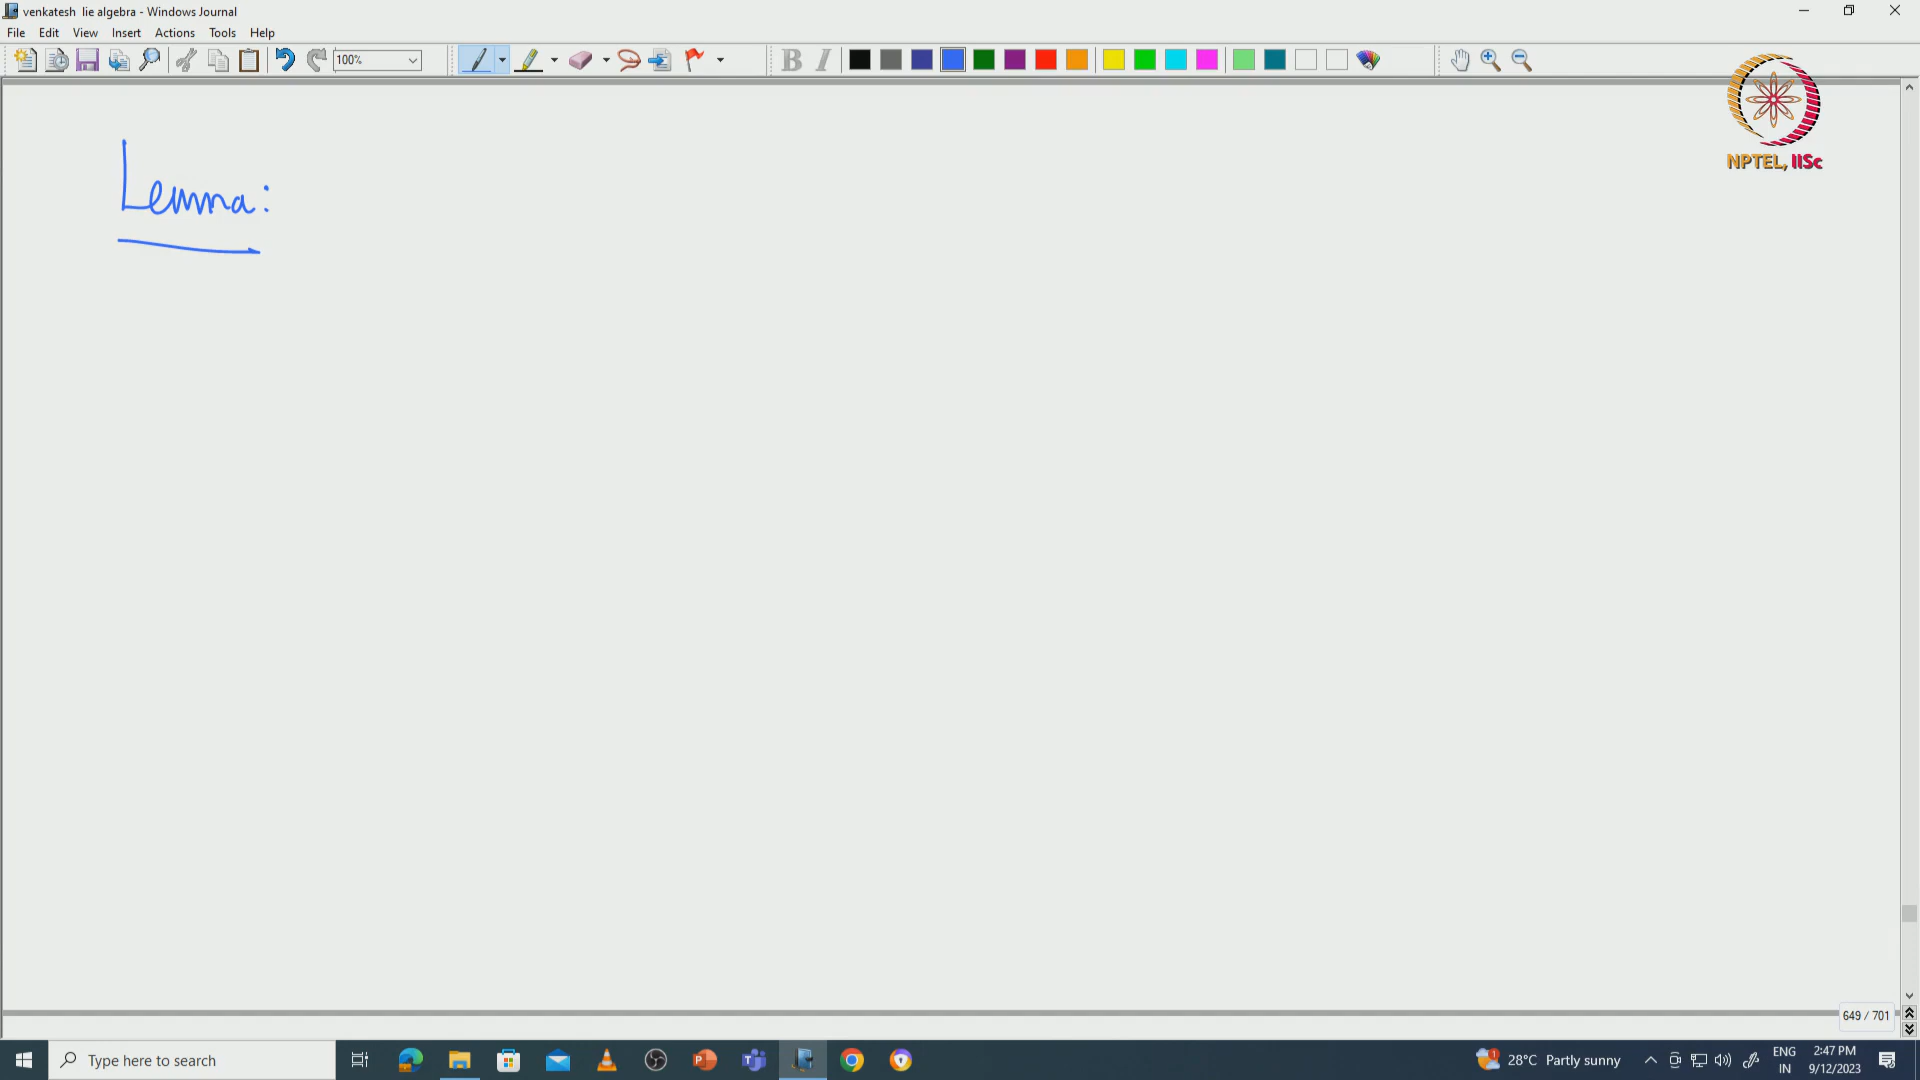 venkatesh lie algebra - Windows Journal
File Edit View Insert Actions Tools Help
100%
B I
NPTEL, IISc
Lemma:
649 / 701
Type here to search
1
28°C Partly sunny
ENG
IN
2:47 PM
9/12/2023